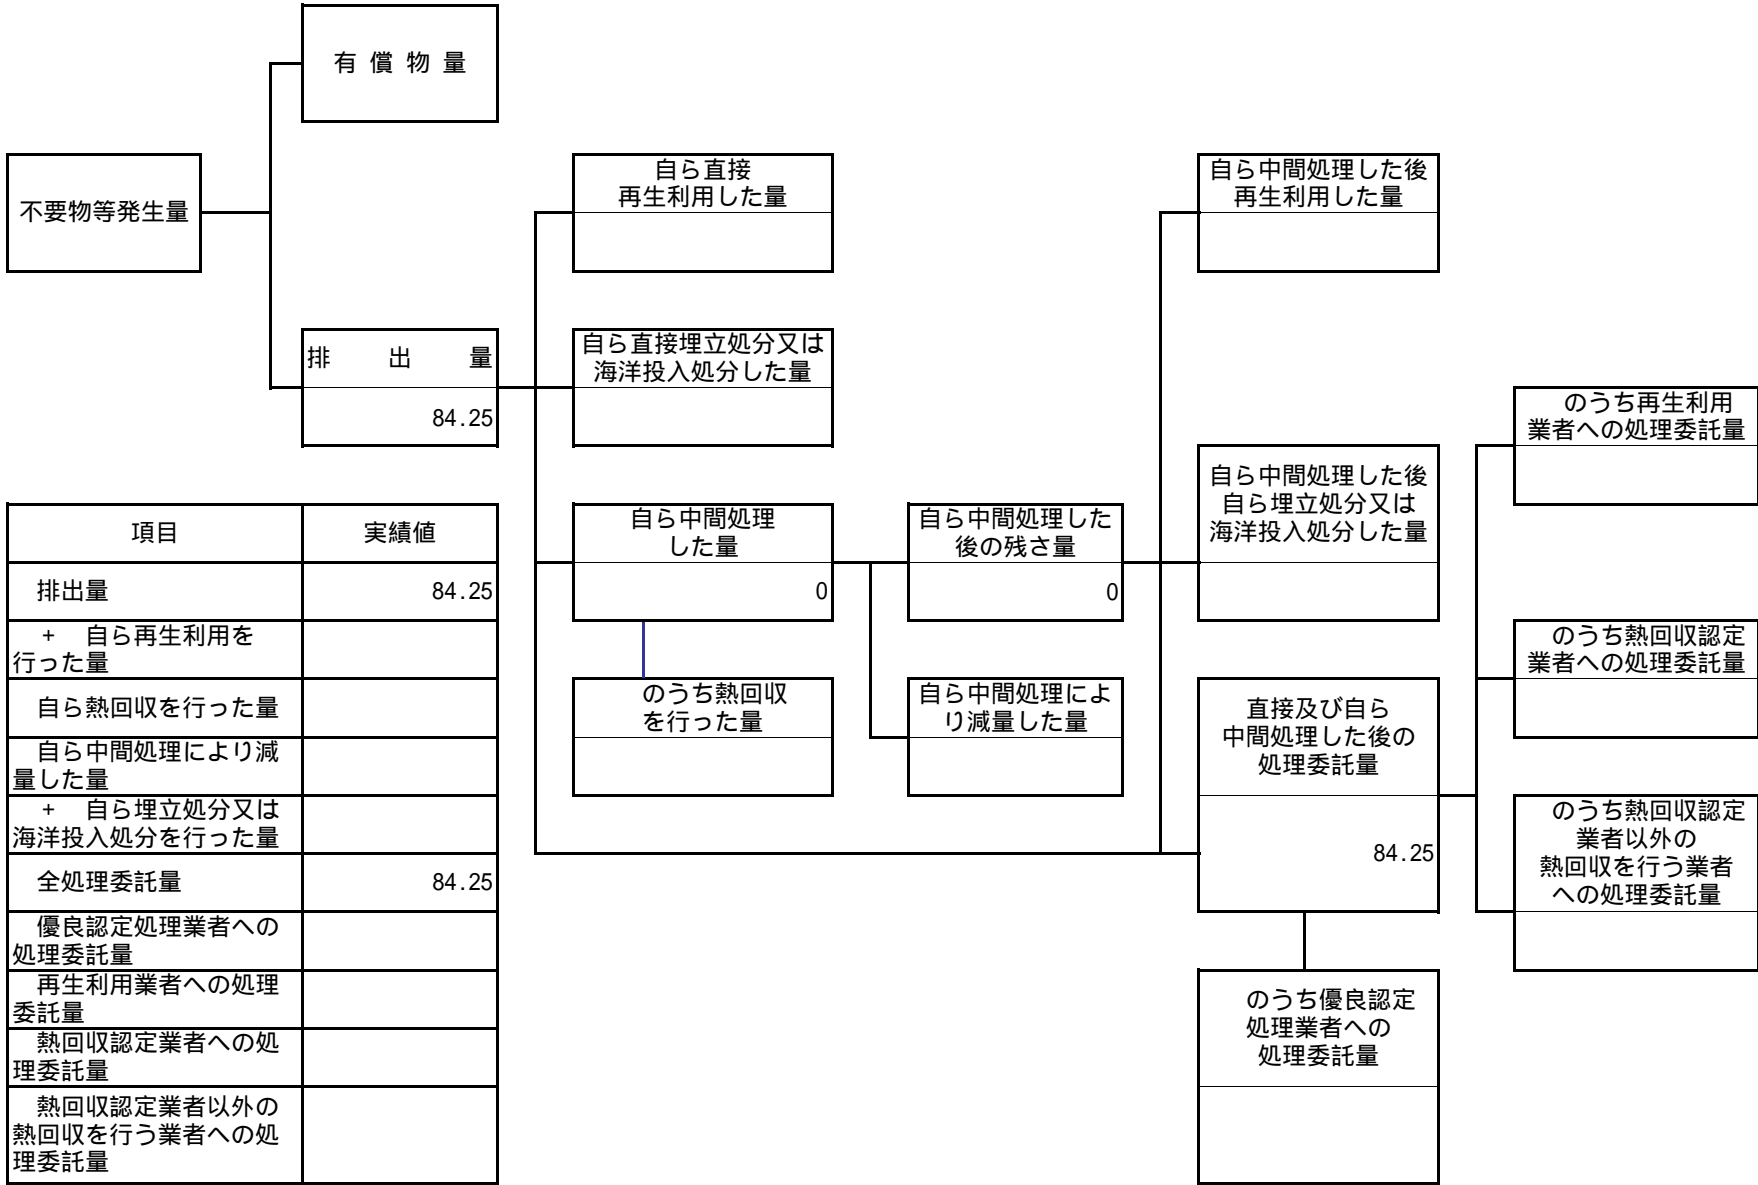 有 償 物 量
不要物等発生量
排 出 量
84.25
自ら直接
再生利用した量
自ら直接埋立処分又は
海洋投入処分した量
自ら中間処理
した量
0
のうち熱回収
を行った量
自ら中間処理した
後の残さ量
0
自ら中間処理によ
り減量した量
自ら中間処理した後
再生利用した量
自ら中間処理した後
自ら埋立処分又は
海洋投入処分した量
直接及び自ら
中間処理した後の
処理委託量
84.25
のうち優良認定
処理業者への
処理委託量
のうち再生利用
業者への処理委託量
のうち熱回収認定
業者への処理委託量
のうち熱回収認定
業者以外の
熱回収を行う業者
への処理委託量
項目 実績値
排出量 84.25
+ 自ら再生利用を
行った量
自ら熱回収を行った量
自ら中間処理により減
量した量
+ 自ら埋立処分又は
海洋投入処分を行った量
全処理委託量 84.25
優良認定処理業者への
処理委託量
再生利用業者への処理
委託量
熱回収認定業者への処
理委託量
熱回収認定業者以外の
熱回収を行う業者への処
理委託量